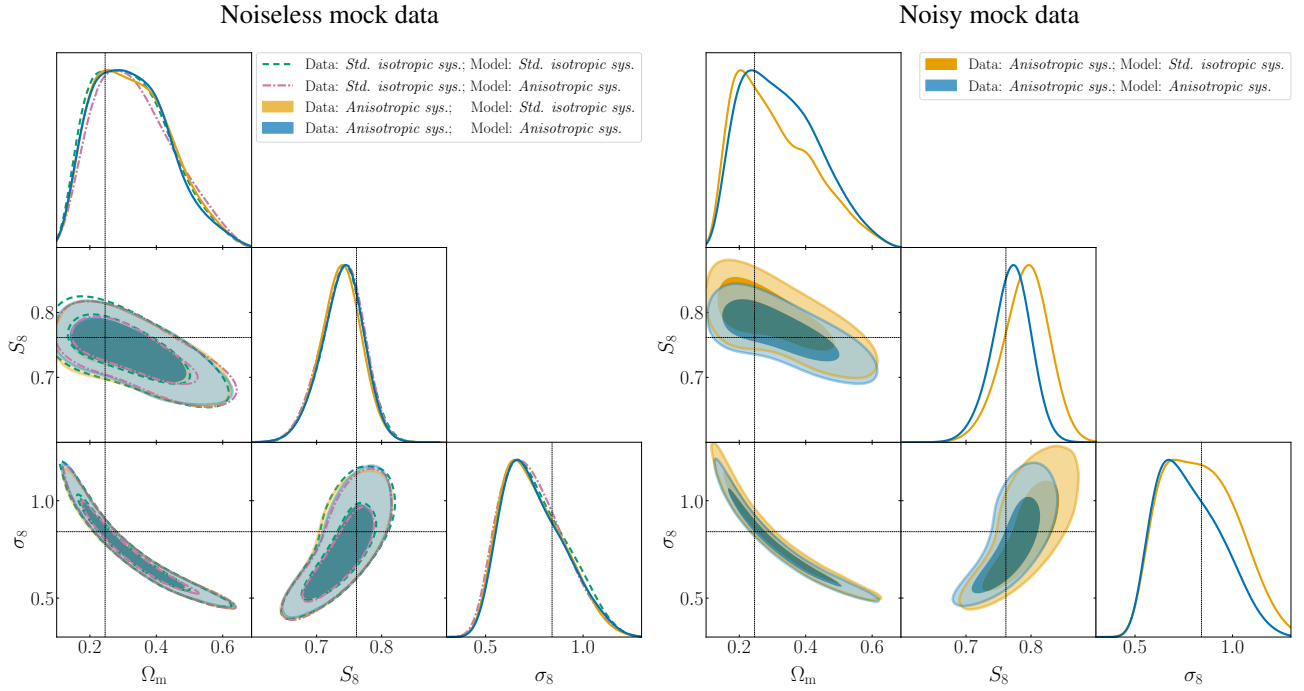 Noiseless mock data
Data: Std. isotropic sys.; Model: Std. isotropic sys.
Data: Std. isotropic sys.; Model: Anisotropic sys.
Data: Anisotropic sys.; Model: Std. isotropic sys.
Data: Anisotropic sys.; Model: Anisotropic sys.
0.8
0.7
S₈
1.0
0.5
σ₈
0.2 0.4 0.6
Ωₘ
0.7 0.8
S₈
0.5 1.0
σ₈
Noisy mock data
Data: Anisotropic sys.; Model: Std. isotropic sys.
Data: Anisotropic sys.; Model: Anisotropic sys.
0.8
0.7
S₈
1.0
0.5
σ₈
0.2 0.4 0.6
Ωₘ
0.7 0.8
S₈
0.5 1.0
σ₈